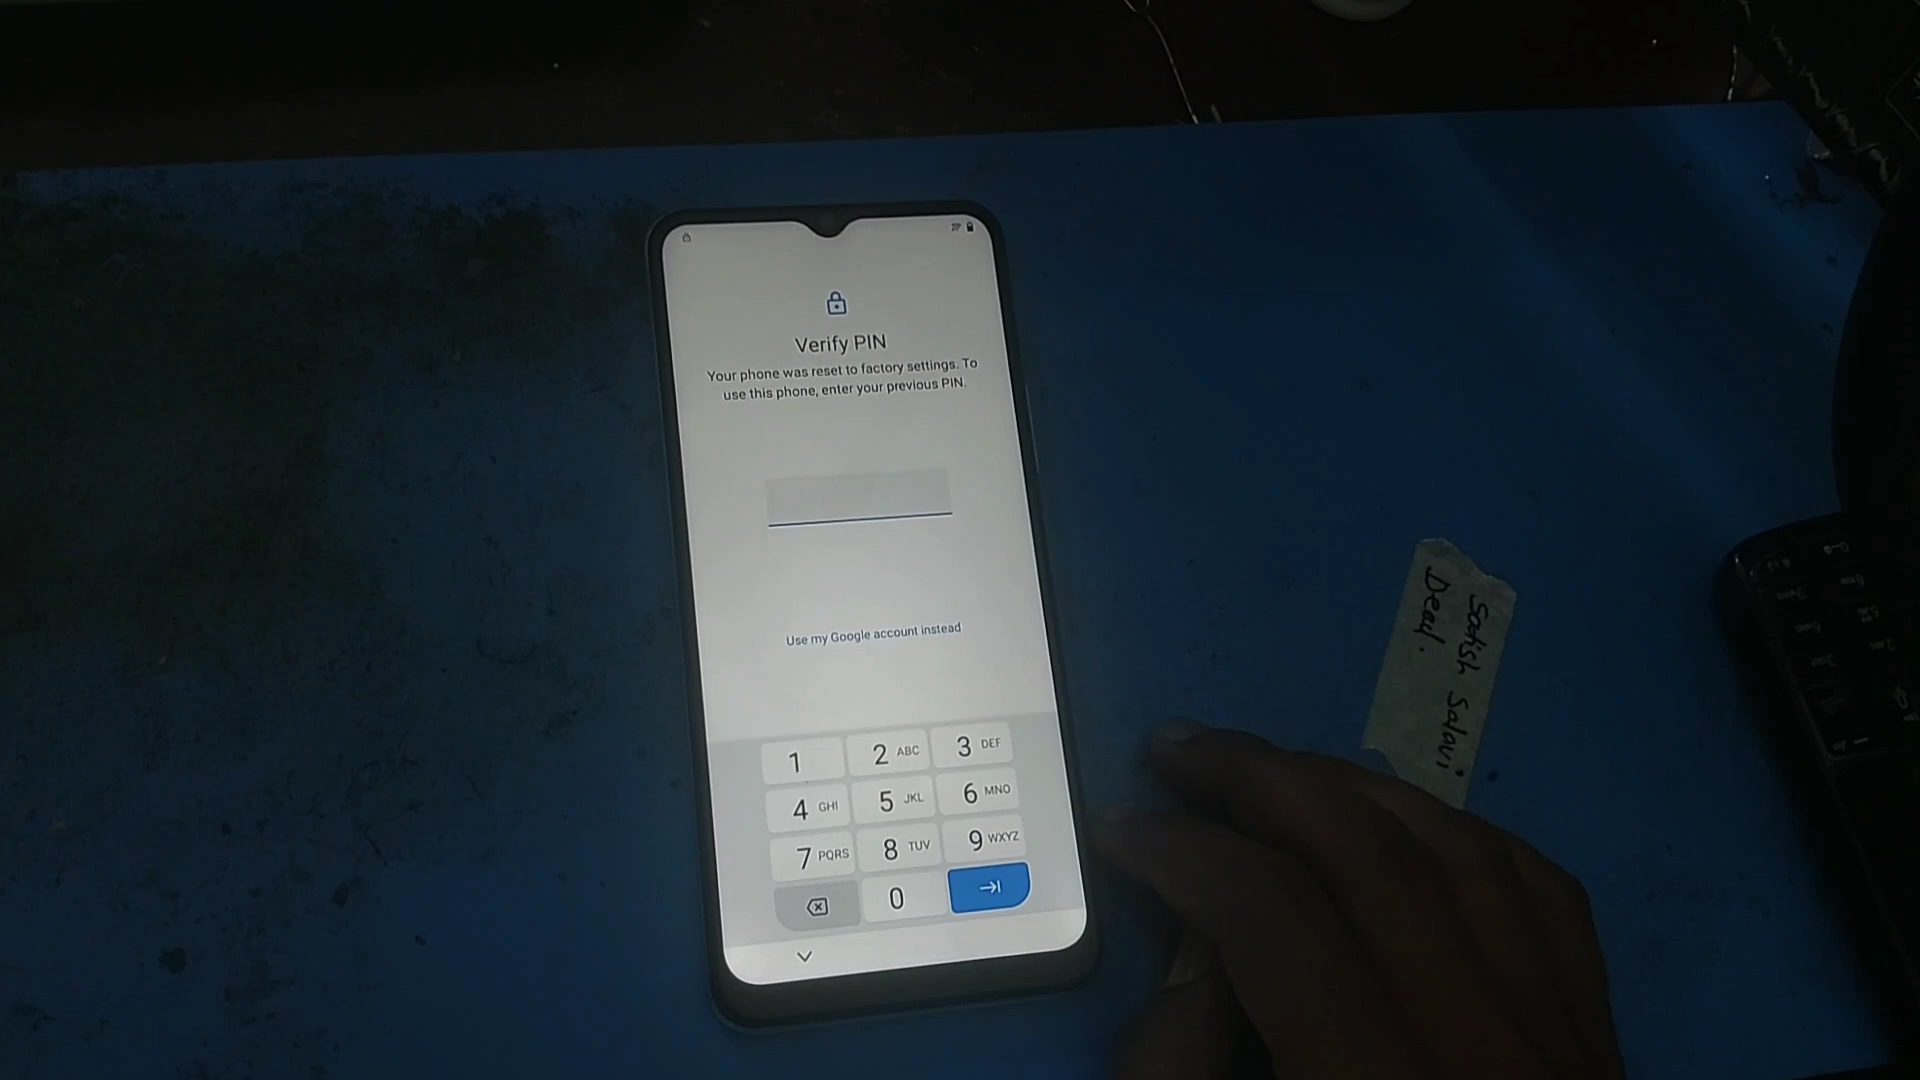 Verify PIN
Your phone was reset to factory settings. To
use this phone, enter your previous PIN.
Use my Google account instead
1
2 ABC
3 DEF
4 GHI
5 JKL
6 MNO
7 PQRS
8 TUV
9 WXYZ
0
Satish Salavi
Dead.